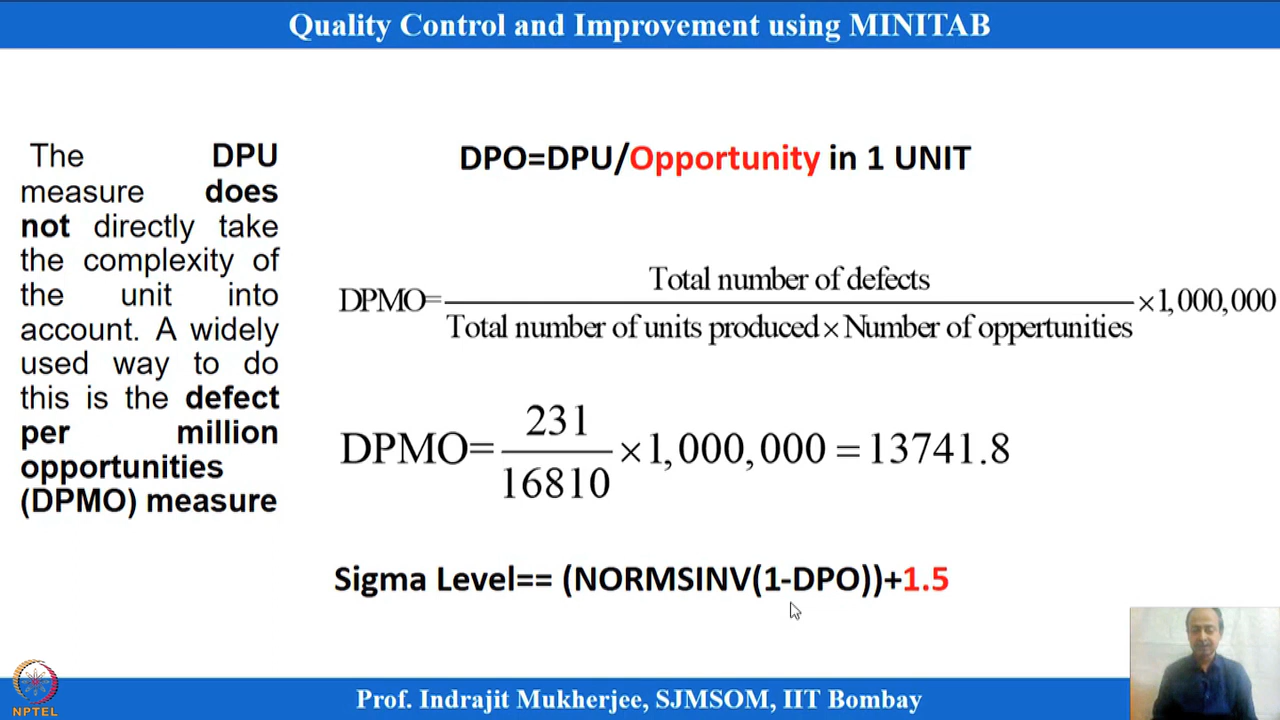 Quality Control and Improvement using MINITAB
The DPU
measure does
not directly take
the complexity of
the unit into
account. A widely
used way to do
this is the defect
per million
opportunities
(DPMO) measure
DPO=DPU/Opportunity in 1 UNIT
DPMO= Total number of defects / Total number of units produced × Number of oppertunities ×1,000,000
DPMO= 231 / 16810 ×1,000,000 = 13741.8
Sigma Level== (NORMSINV(1-DPO))+1.5
NPTEL
Prof. Indrajit Mukherjee, SJMSOM, IIT Bombay